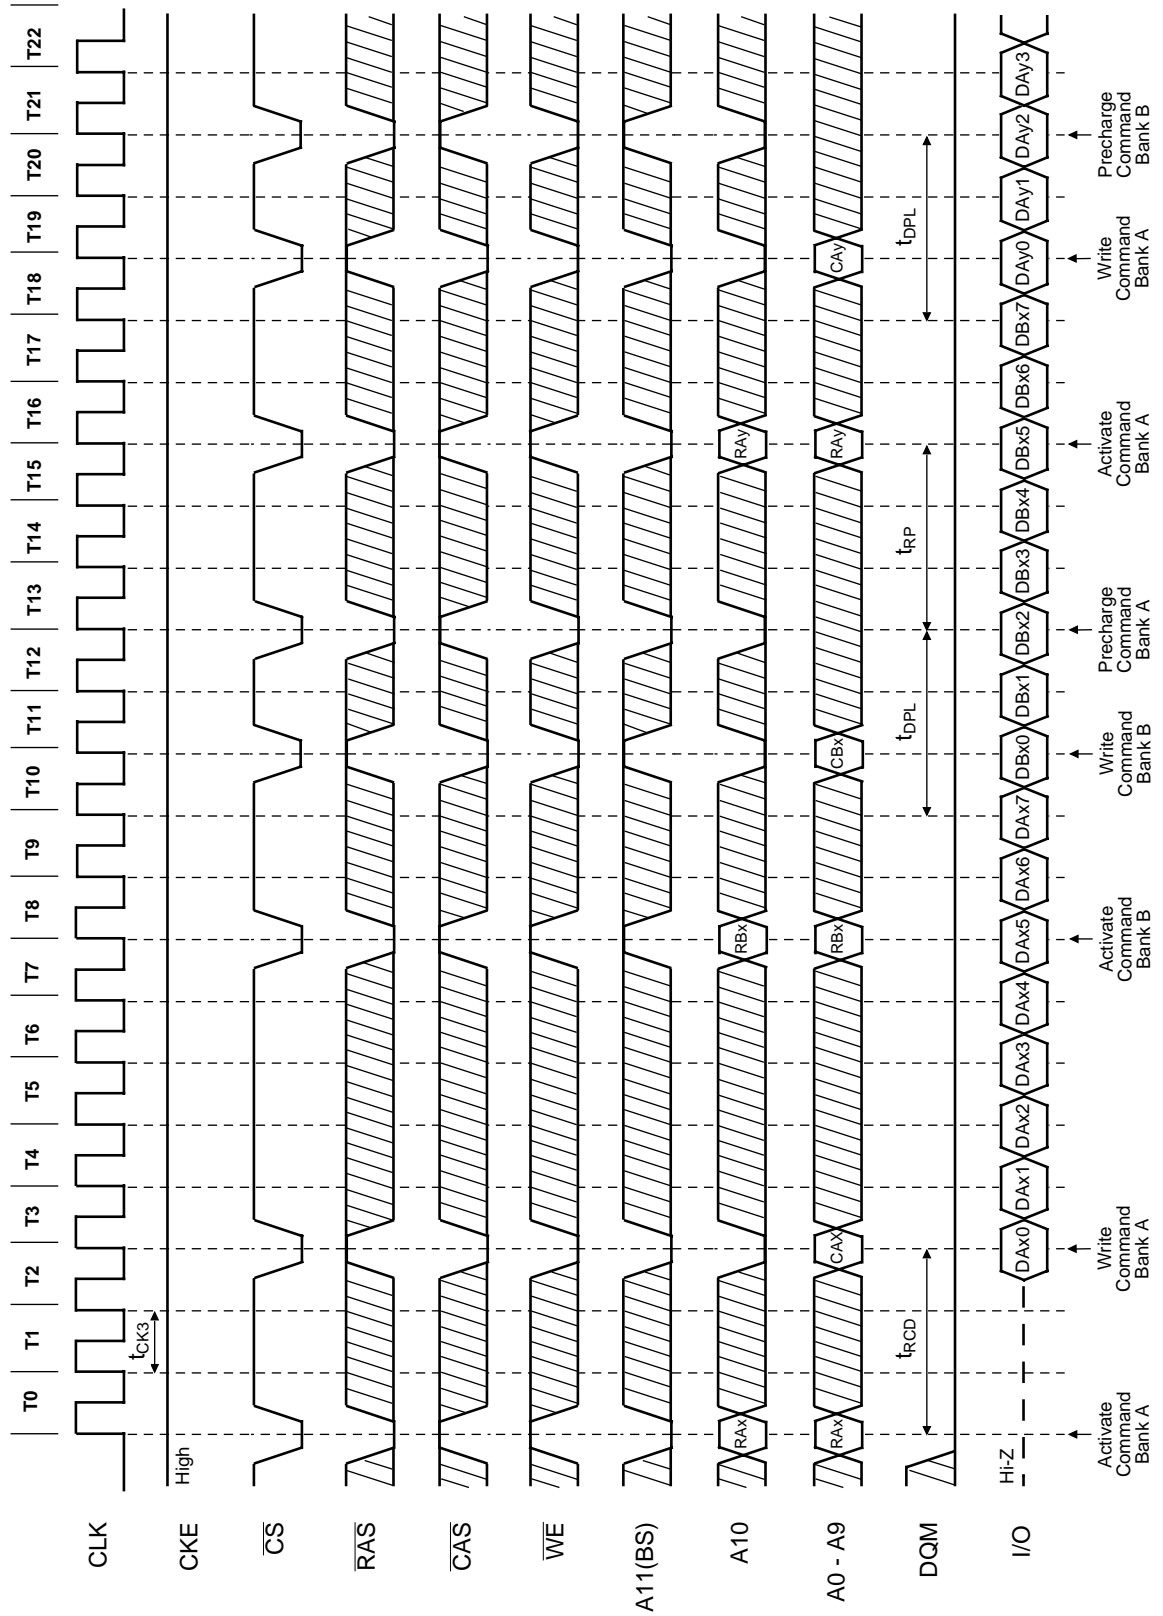 T0 T1 T2 T3 T4 T5 T6 T7 T8 T9 T10 T11 T12 T13 T14 T15 T16 T17 T18 T19 T20 T21 T22
CLK
tCK3
CKE
High
CS
RAS
CAS
WE
A11(BS)
A10
RAx RBx RAy
A0 - A9
RAx CAX RBx CBx RAy CAy
DQM
tRCD tDPL tRP tDPL
I/O
Hi-Z
DAx0 DAx1 DAx2 DAx3 DAx4 DAx5 DAx6 DAx7 DBx0 DBx1 DBx2 DBx3 DBx4 DBx5 DBx6 DBx7 DAy0 DAy1 DAy2 DAy3
Activate
Command
Bank A
Write
Command
Bank A
Activate
Command
Bank B
Write
Command
Bank B
Precharge
Command
Bank A
Activate
Command
Bank A
Write
Command
Bank A
Precharge
Command
Bank B